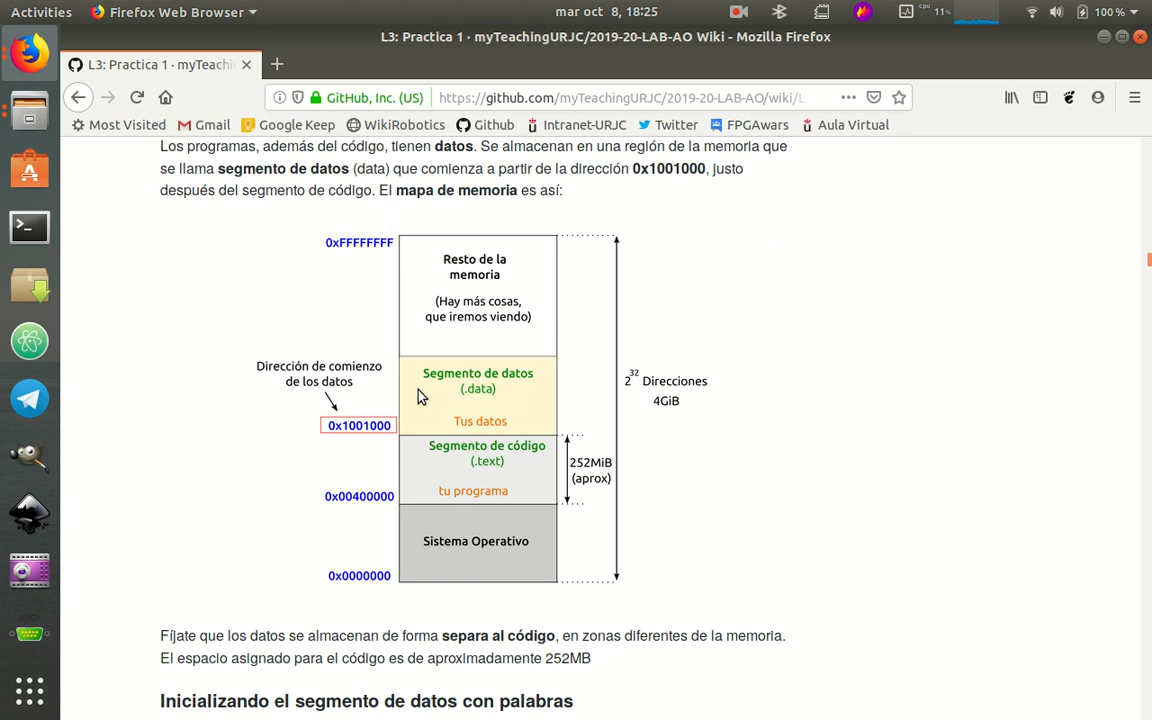 Activities
Firefox Web Browser
mar oct 8, 18:25
cpu
11%
100 %
L3: Practica 1 · myTeachingURJC/2019-20-LAB-AO Wiki - Mozilla Firefox
L3: Practica 1 · myTeachi
GitHub, Inc. (US)
https://github.com/myTeachingURJC/2019-20-LAB-AO/wiki/L
Most Visited
Gmail
Google Keep
WikiRobotics
Github
Intranet-URJC
Twitter
FPGAwars
Aula Virtual
Los programas, además del código, tienen datos. Se almacenan en una región de la memoria que
se llama segmento de datos (data) que comienza a partir de la dirección 0x1001000, justo
después del segmento de código. El mapa de memoria es así:
0xFFFFFFFF
Resto de la
memoria
(Hay más cosas,
que iremos viendo)
Dirección de comienzo
de los datos
Segmento de datos
(.data)
2³² Direcciones
4GiB
0x1001000
Tus datos
Segmento de código
(.text)
252MiB
(aprox)
0x00400000
tu programa
Sistema Operativo
0x0000000
Fíjate que los datos se almacenan de forma separa al código, en zonas diferentes de la memoria.
El espacio asignado para el código es de aproximadamente 252MB
Inicializando el segmento de datos con palabras